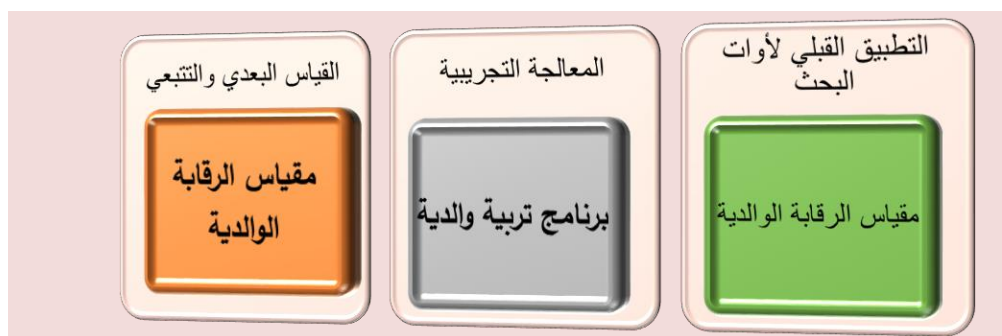 التطبيق القبلي لأوات
البحث
مقياس الرقابة الوالدية
المعالجة التجريبية
برنامج تربية والدية
القياس البعدي والتتبعي
مقياس الرقابة
الوالدية